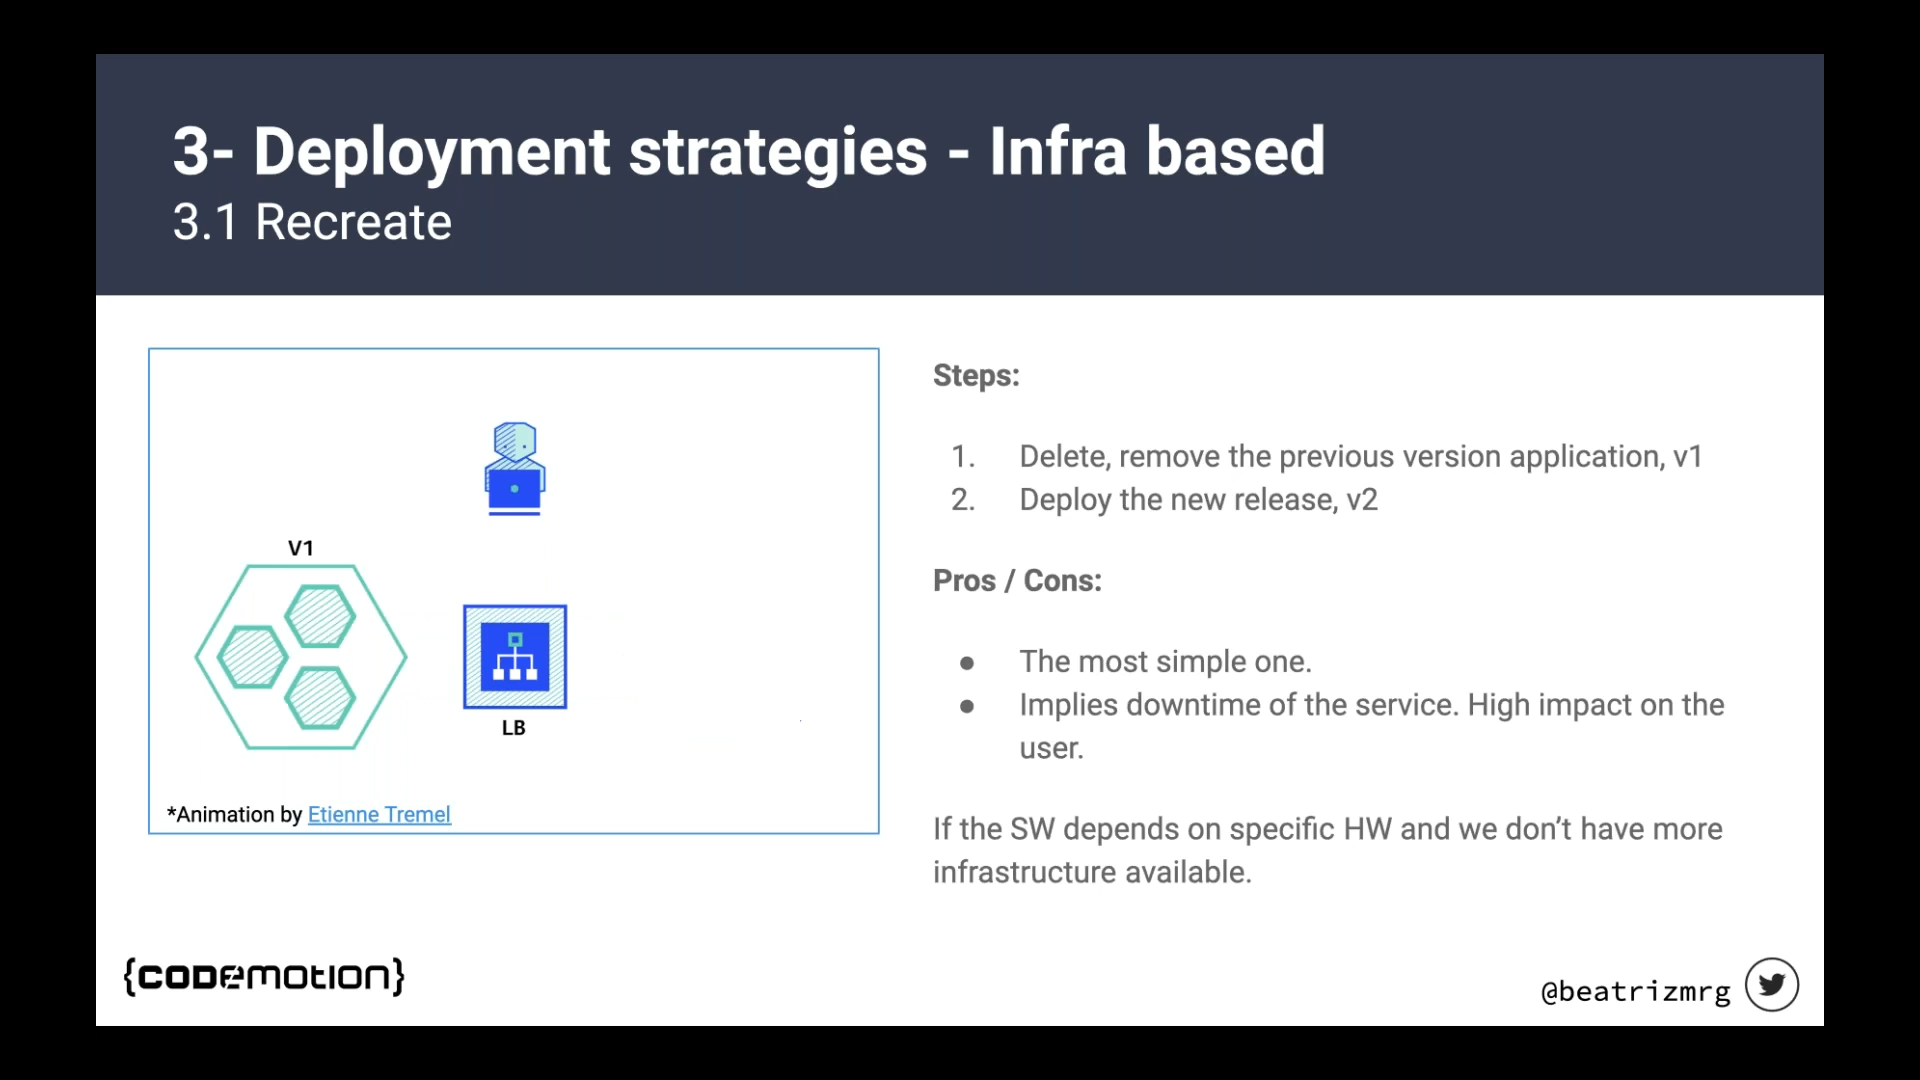 3- Deployment strategies - Infra based
3.1 Recreate
V1
LB
*Animation by Etienne Tremel
Steps:
1. Delete, remove the previous version application, v1
2. Deploy the new release, v2
Pros / Cons:
● The most simple one.
● Implies downtime of the service. High impact on the
user.
If the SW depends on specific HW and we don’t have more
infrastructure available.
{CODEMOTION}
@beatrizmrg